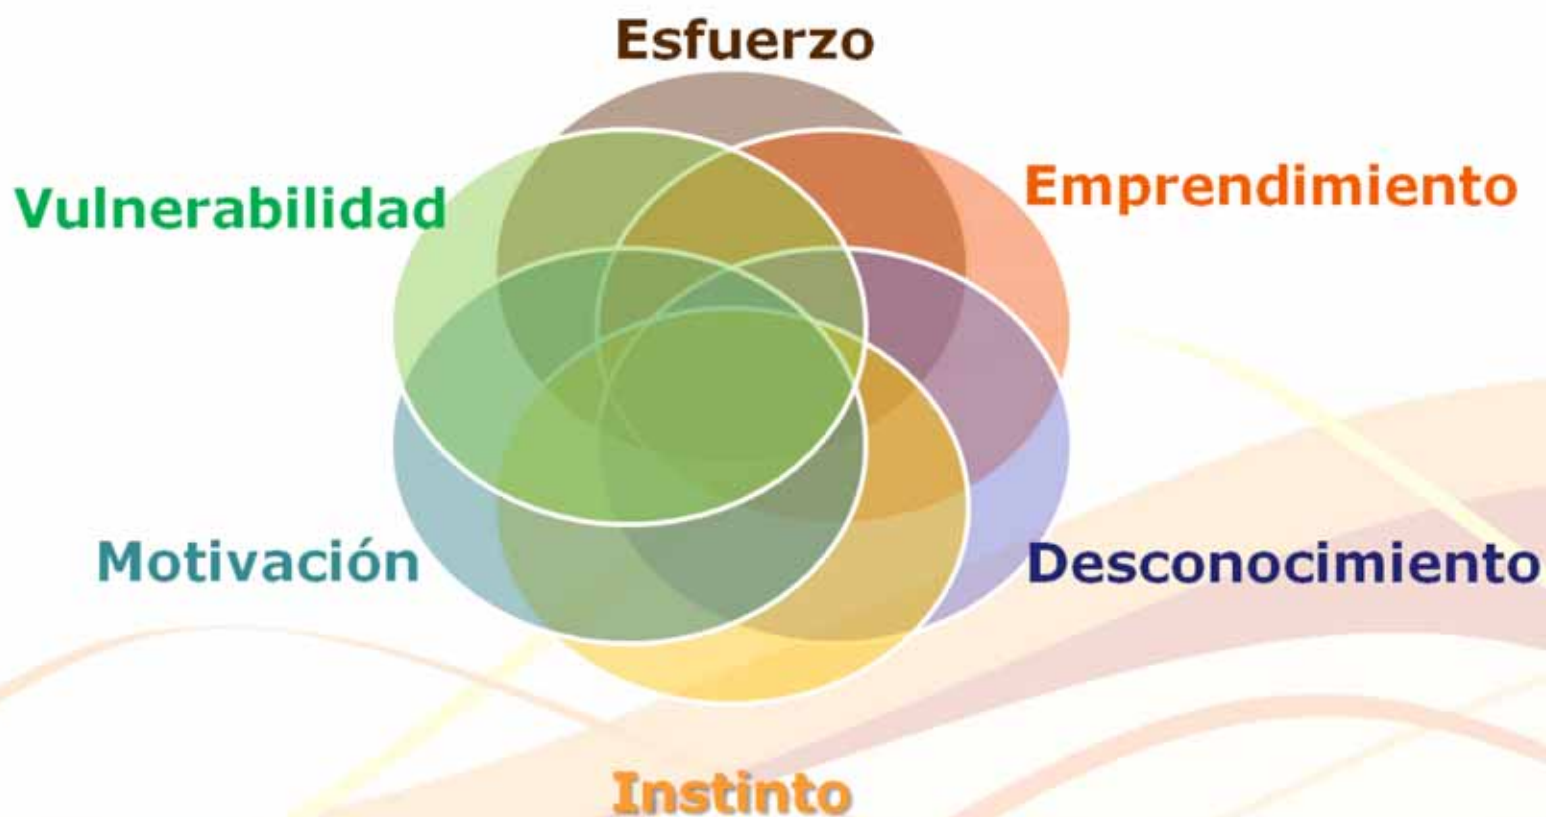 Esfuerzo
Emprendimiento
Vulnerabilidad
Motivación
Desconocimiento
Instinto